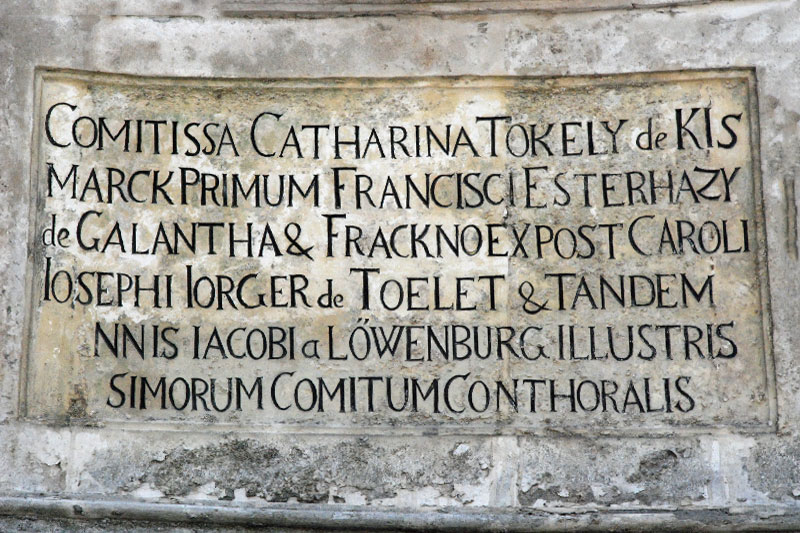 COMITISSA CATHARINA TOKELY de KIS
MARCK PRIMUM FRANCISCI ESTERHAZY
de GALANTHA & FRACKNO EXPOST CAROLI
IOSEPHI IORGER de TOELET & TANDEM
NNIS IACOBI a LŐWENBURG ILLUSTRIS
SIMORUM COMITUM CONTHORALIS